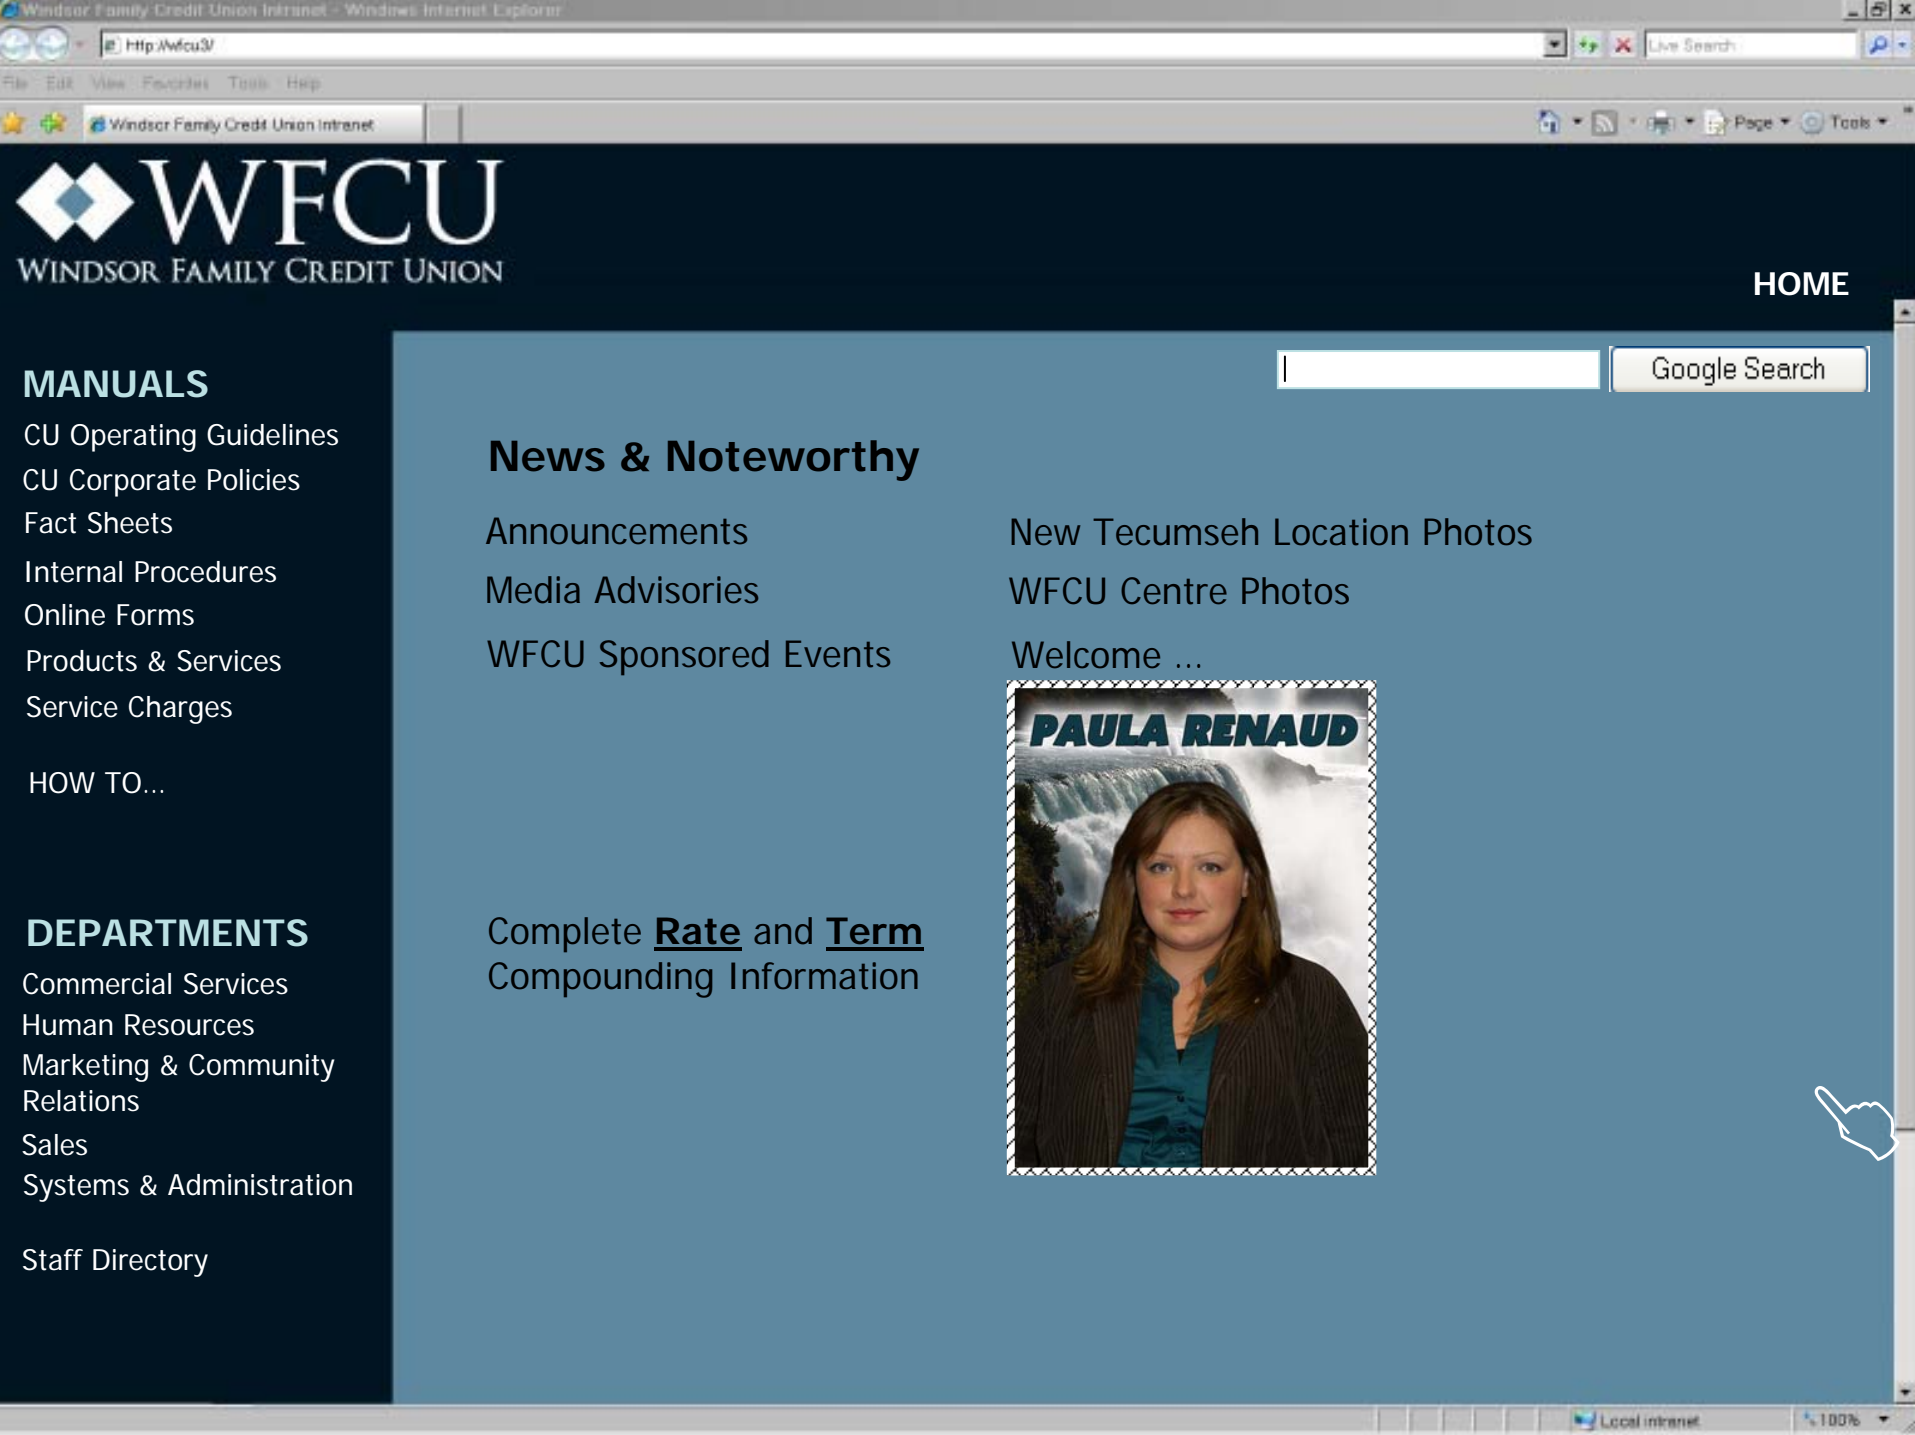 Windsor Family Credit Union Intranet - Windows Internet Explorer
http://wfcu3/
Live Search
File Edit View Favorites Tools Help
Windsor Family Credit Union Intranet
Page Tools
WFCU
WINDSOR FAMILY CREDIT UNION
HOME
Google Search
MANUALS
CU Operating Guidelines
CU Corporate Policies
Fact Sheets
Internal Procedures
Online Forms
Products & Services
Service Charges
HOW TO...
DEPARTMENTS
Commercial Services
Human Resources
Marketing & Community
Relations
Sales
Systems & Administration
Staff Directory
News & Noteworthy
Announcements
Media Advisories
WFCU Sponsored Events
New Tecumseh Location Photos
WFCU Centre Photos
Welcome ...
PAULA RENAUD
Complete Rate and Term
Compounding Information
Local intranet
100%